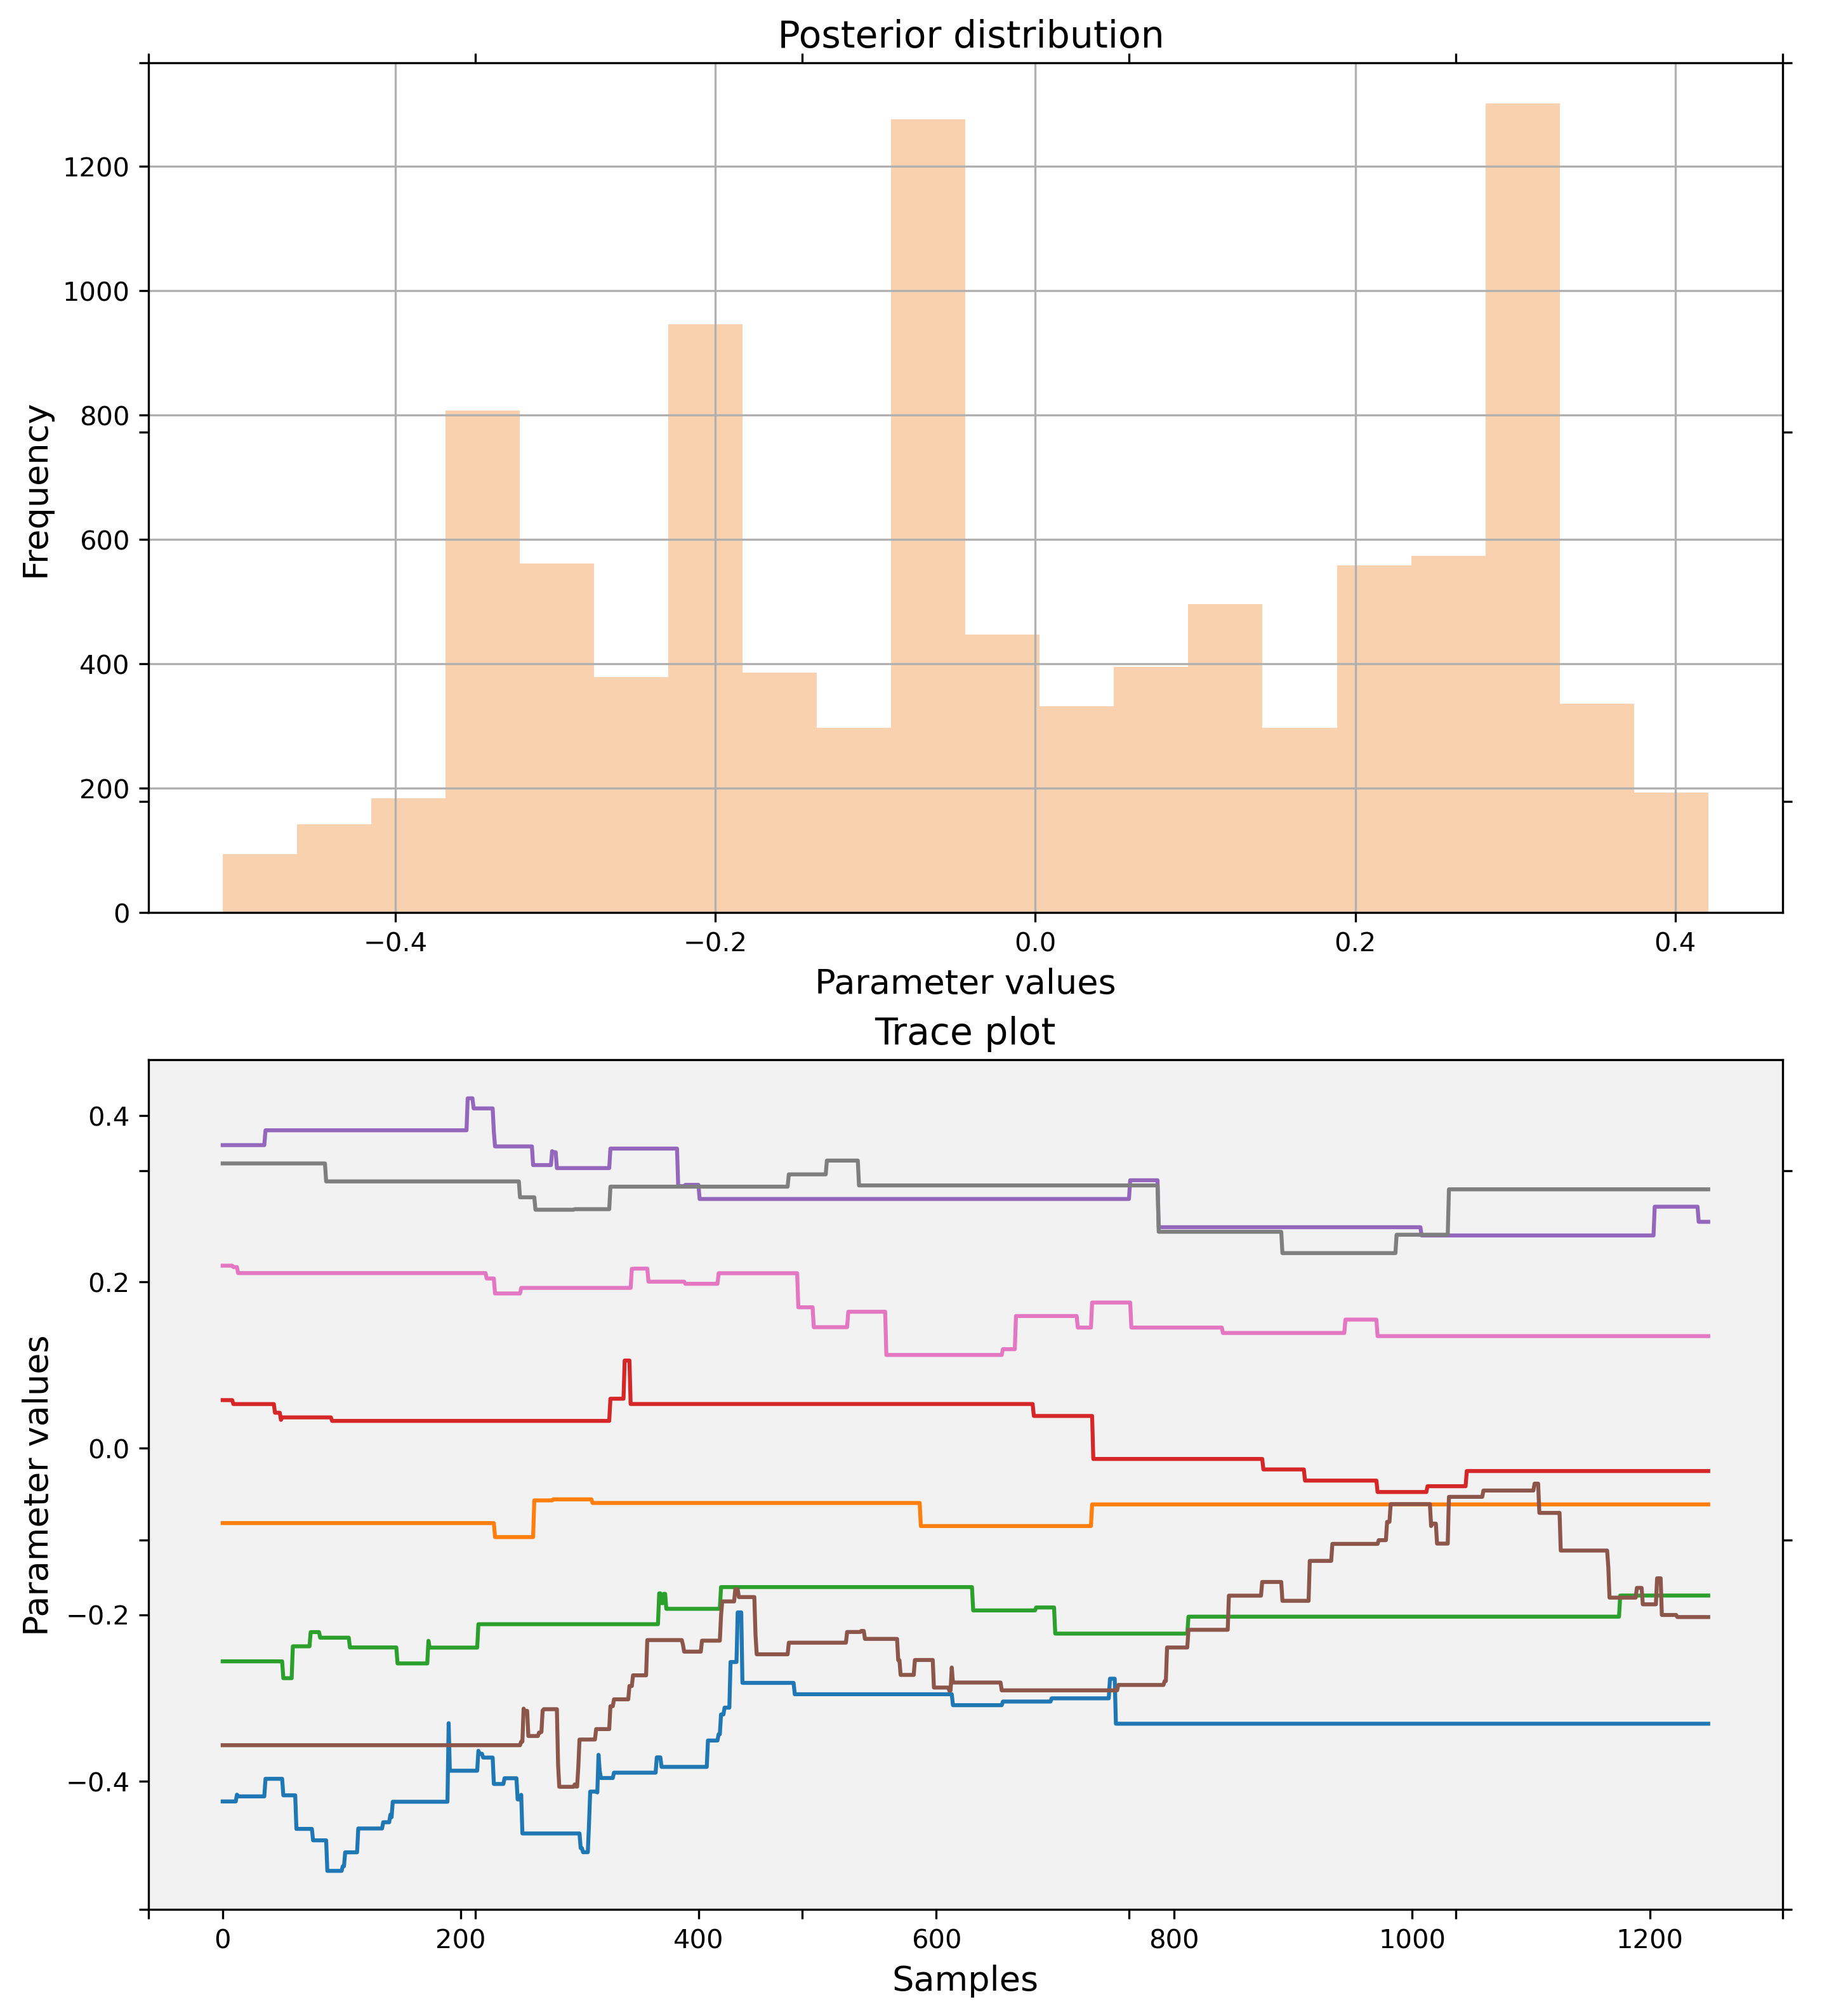 Posterior distribution
1200
1000
800
600
400
200
0
Frequency
−0.4 −0.2 0.0 0.2 0.4
Parameter values
Trace plot
0.4
0.2
0.0
−0.2
−0.4
Parameter values
0 200 400 600 800 1000 1200
Samples